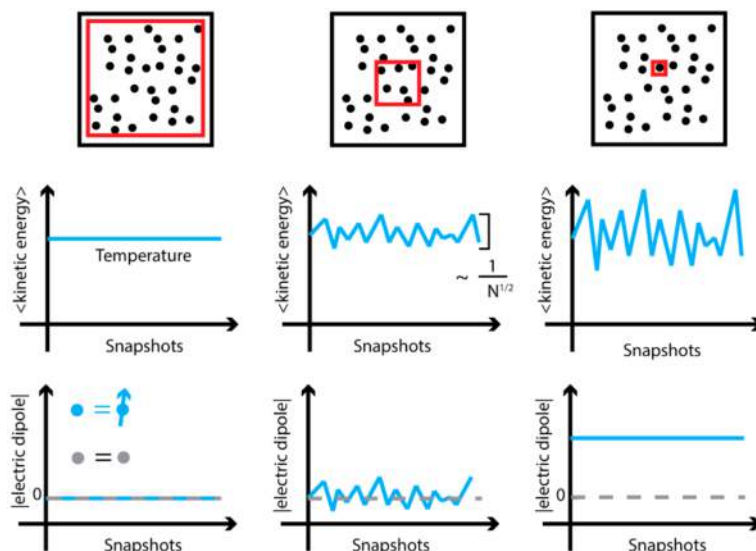 <kinetic energy>
Temperature
Snapshots
<kinetic energy>
~ 1
N1/2
Snapshots
<kinetic energy>
Snapshots
|electric dipole|
=
=
0
Snapshots
|electric dipole|
0
Snapshots
|electric dipole|
0
Snapshots